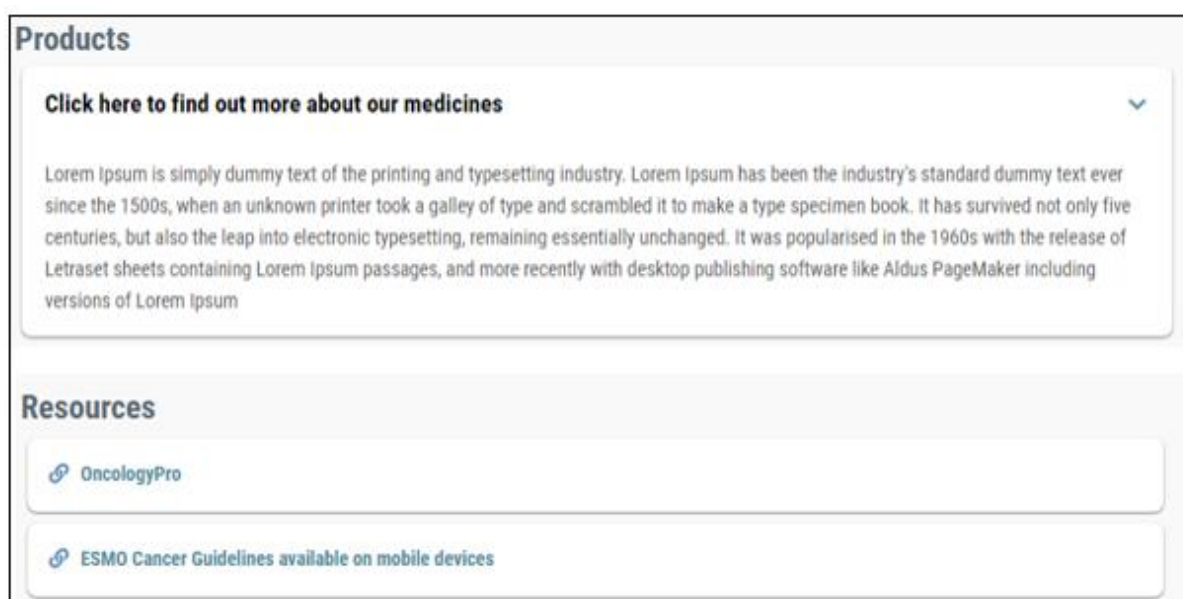 Products
Click here to find out more about our medicines
Lorem Ipsum is simply dummy text of the printing and typesetting industry. Lorem Ipsum has been the industry's standard dummy text ever
since the 1500s, when an unknown printer took a galley of type and scrambled it to make a type specimen book. It has survived not only five
centuries, but also the leap into electronic typesetting, remaining essentially unchanged. It was popularised in the 1960s with the release of
Letraset sheets containing Lorem Ipsum passages, and more recently with desktop publishing software like Aldus PageMaker including
versions of Lorem Ipsum
Resources
OncologyPro
ESMO Cancer Guidelines available on mobile devices